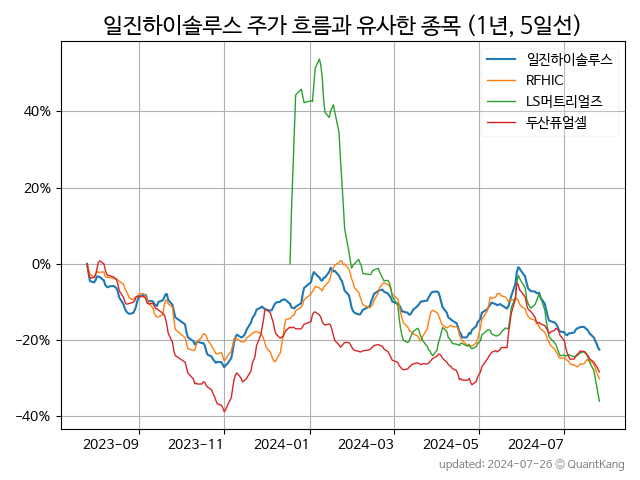 일진하이솔루스 주가 흐름과 유사한 종목 (1년, 5일선)
일진하이솔루스
RFHIC
LS머트리얼즈
두산퓨얼셀
40%
20%
0%
−20%
−40%
2023-09
2023-11
2024-01
2024-03
2024-05
2024-07
updated: 2024-07-26 © QuantKang